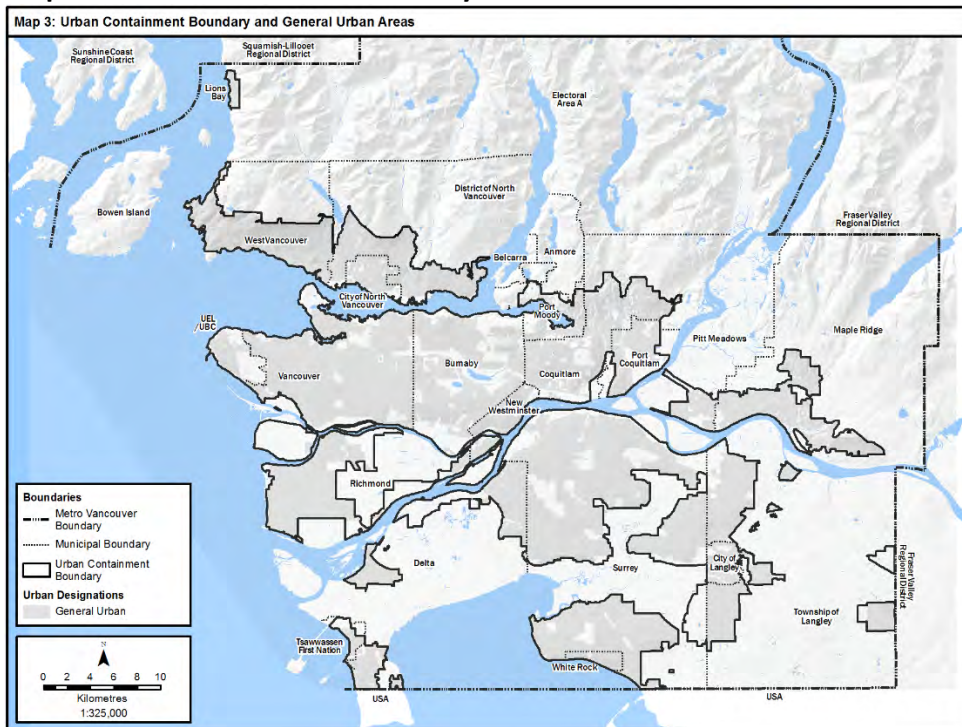 Map 3: Urban Containment Boundary and General Urban Areas
Sunshine Coast
Regional District
Squamish-Lillooet
Regional District
Lions
Bay
Electoral
Area A
Bowen Island
District of North
Vancouver
Fraser Valley
Regional District
West Vancouver
Belcarra
Anmore
City of North
Vancouver
Port
Moody
UEL
/UBC
Pitt Meadows
Maple Ridge
Vancouver
Burnaby
Coquitlam
Port
Coquitlam
New
Westminster
Richmond
Delta
Surrey
City of
Langley
Fraser Valley
Regional District
Township of
Langley
Tsawwassen
First Nation
White Rock
USA
USA
Boundaries
Metro Vancouver
Boundary
Municipal Boundary
Urban Containment
Boundary
Urban Designations
General Urban
N
0 2 4 6 8 10
Kilometres
1:325,000